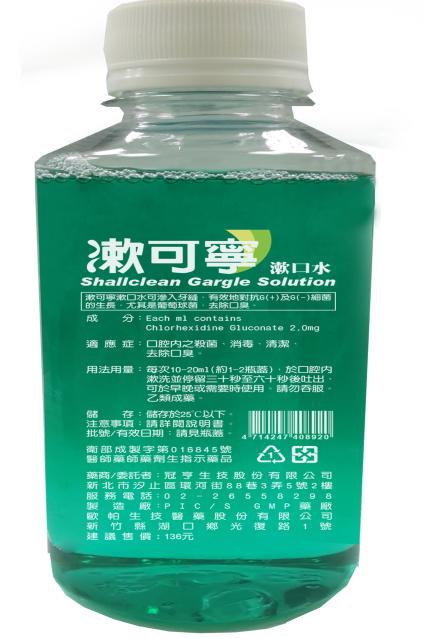 漱可寧 漱口水
Shallclean Gargle Solution
漱可寧漱口水可滲入牙縫，有效地對抗G(+)及G(-)細菌
的生長，尤其是葡萄球菌，去除口臭。
成　分：Each ml contains
Chlorhexidine Gluconate 2.0mg
適應症：口腔內之殺菌、消毒、清潔、
去除口臭。
用法用量：每次10-20ml(約1-2瓶蓋)，於口腔內
漱洗並停留三十秒至六十秒後吐出，
可於早晚或需要時使用。請勿吞服。
乙類成藥。
儲　存：儲存於25℃以下。
注意事項：請詳閱說明書。
批號/有效日期：請見瓶蓋。
4 714247 408920
衛部成製字第016845號
醫師藥師藥劑生指示藥品
藥商/委託者：冠亨生技股份有限公司
新北市汐止區環河街88巷3弄5號2樓
服務電話：02-26558298
製造廠：PIC/S GMP藥廠
歐帕生技醫藥股份有限公司
新竹縣湖口鄉光復路1號
建議售價：136元